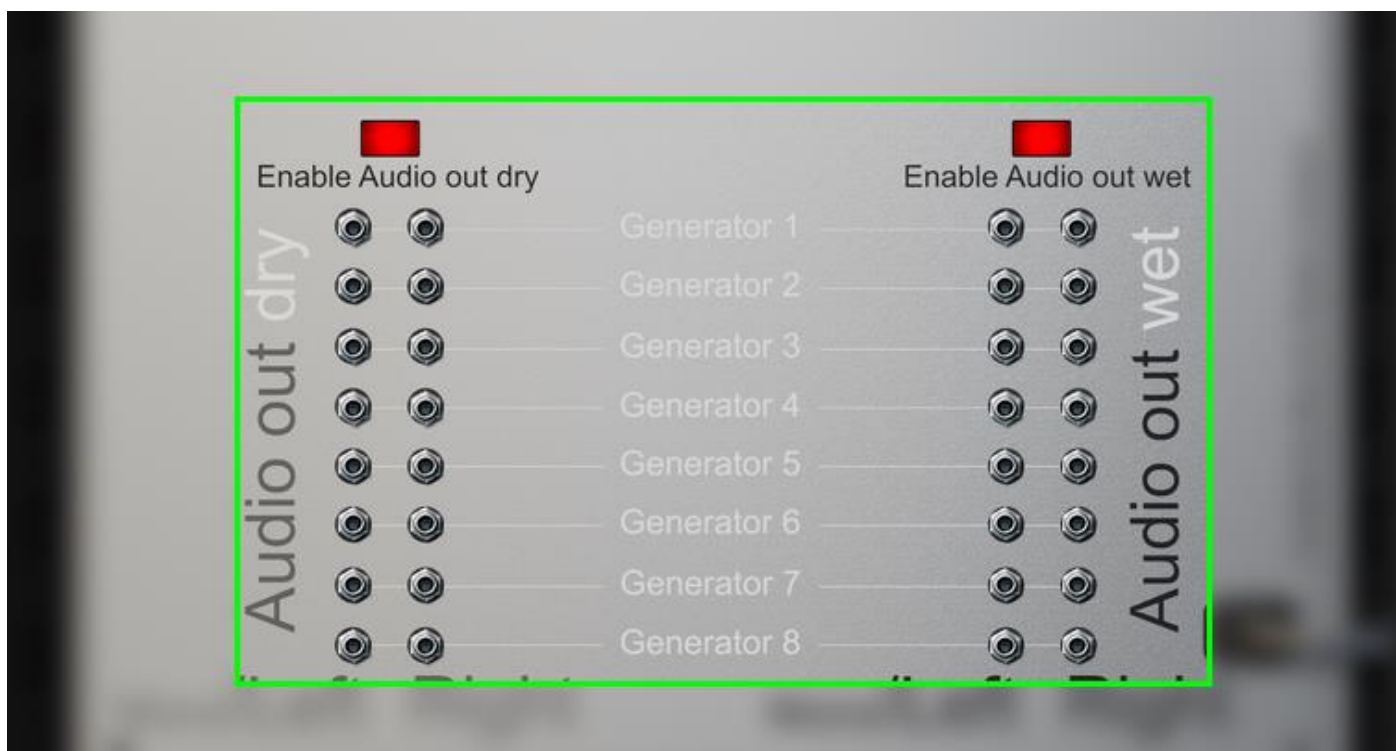 Enable Audio out dry
Enable Audio out wet
Audio out dry
Generator 1
Generator 2
Generator 3
Generator 4
Generator 5
Generator 6
Generator 7
Generator 8
Audio out wet
Right